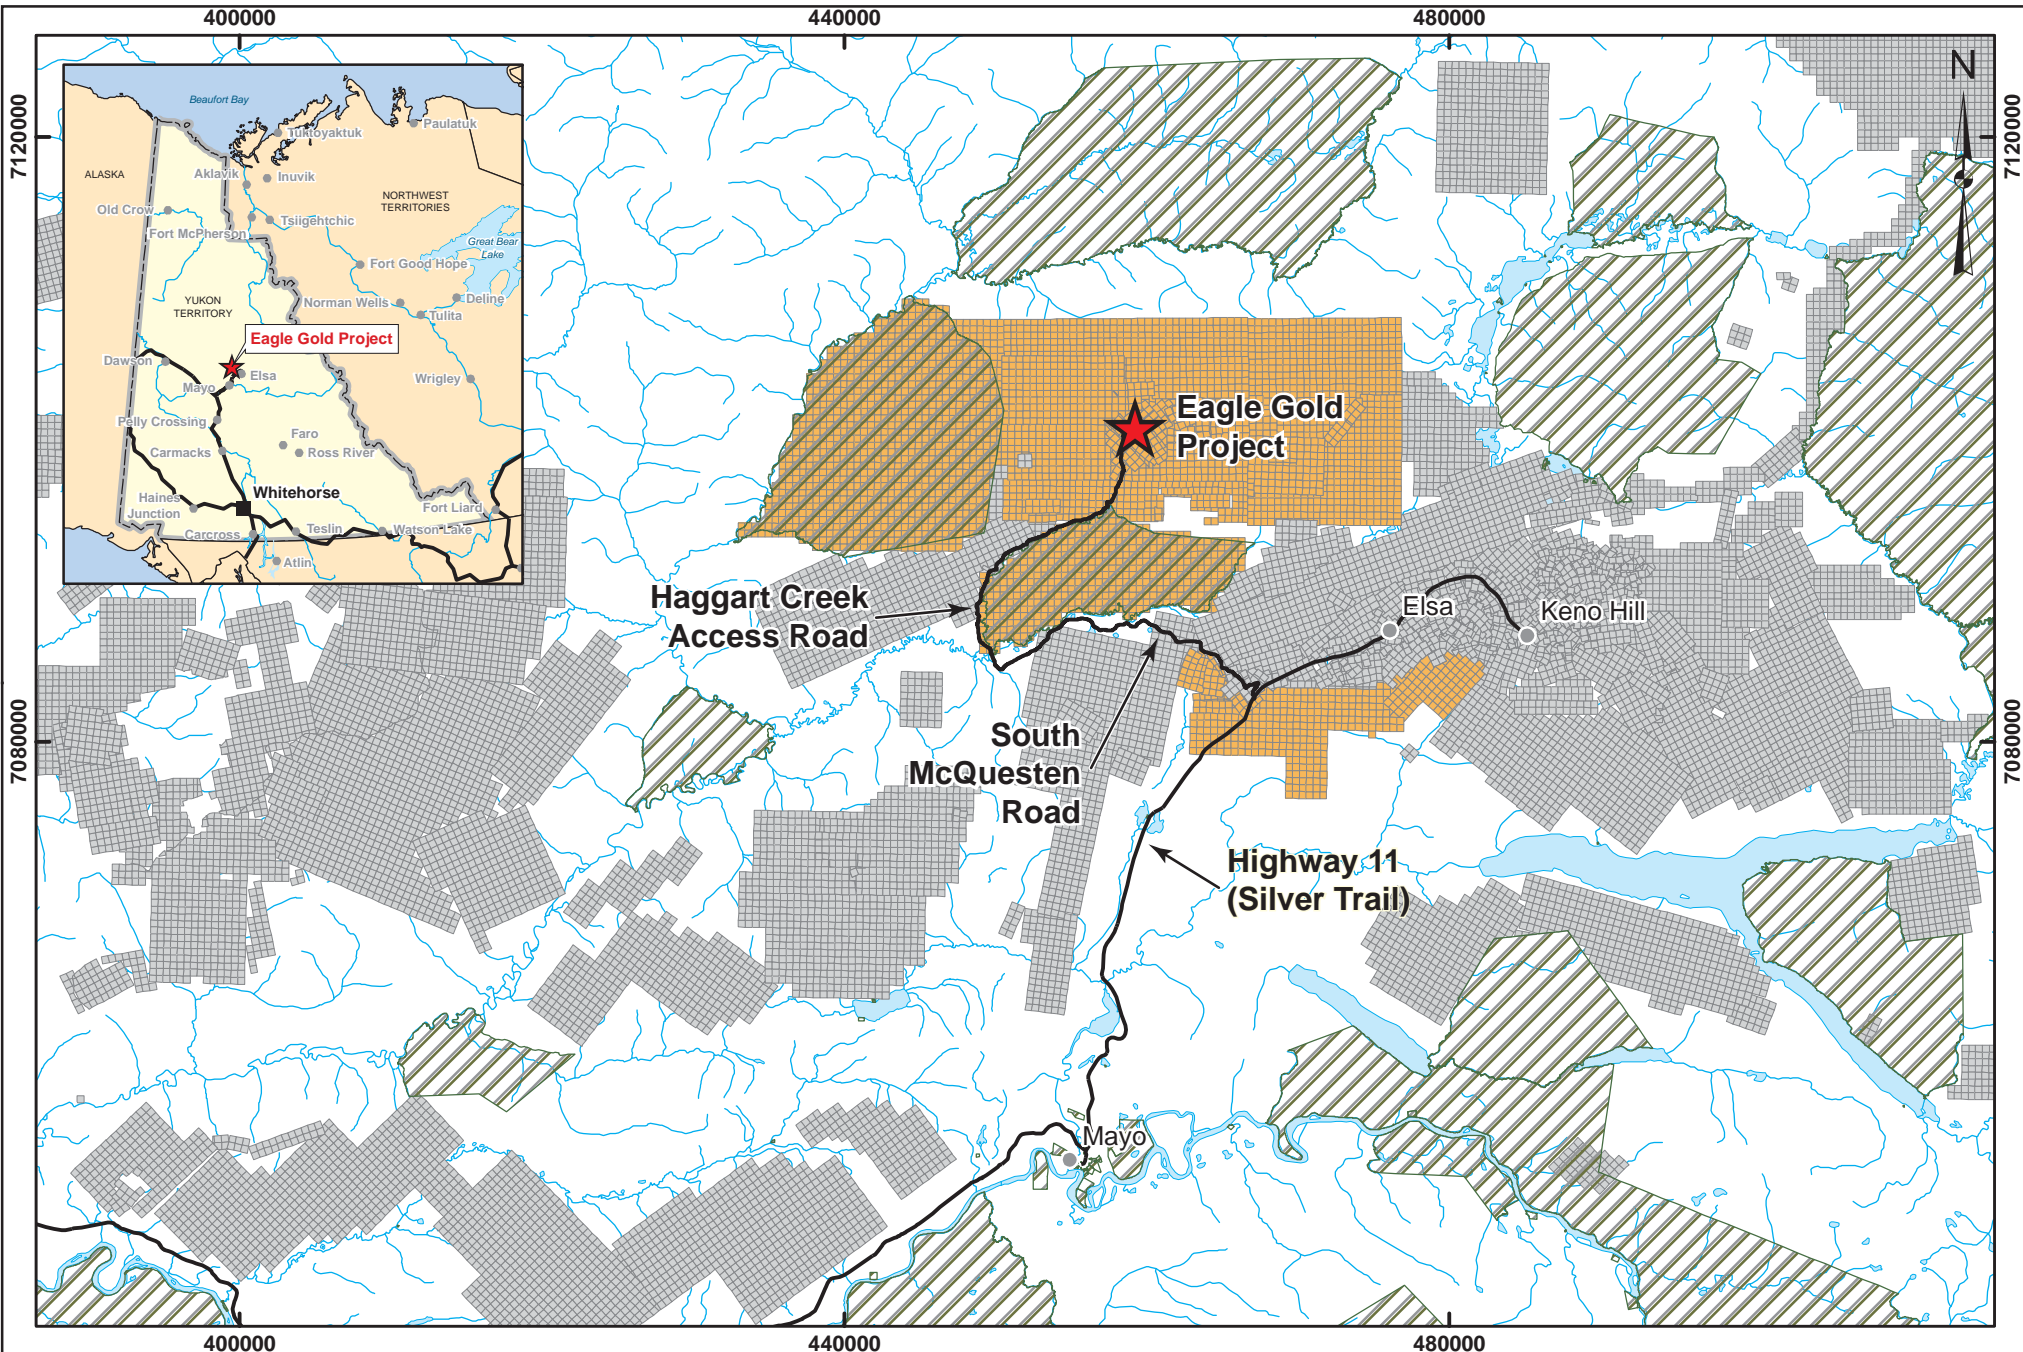 400000
440000
480000
7120000
7080000
7120000
7080000
400000
440000
480000
N
Beaufort Bay
Tuktoyaktuk
Paulatuk
ALASKA
Aklavik
Inuvik
NORTHWEST
TERRITORIES
Old Crow
Tsiigehtchic
Fort McPherson
Great Bear
Lake
Fort Good Hope
Norman Wells
Deline
Tulita
YUKON
TERRITORY
Eagle Gold Project
Dawson
Elsa
Mayo
Wrigley
Pelly Crossing
Faro
Ross River
Carmacks
Whitehorse
Haines
Junction
Fort Liard
Carcross
Teslin
Watson Lake
Atlin
Eagle Gold
Project
Haggart Creek
Access Road
Elsa
Keno Hill
South
McQuesten
Road
Highway 11
(Silver Trail)
Mayo